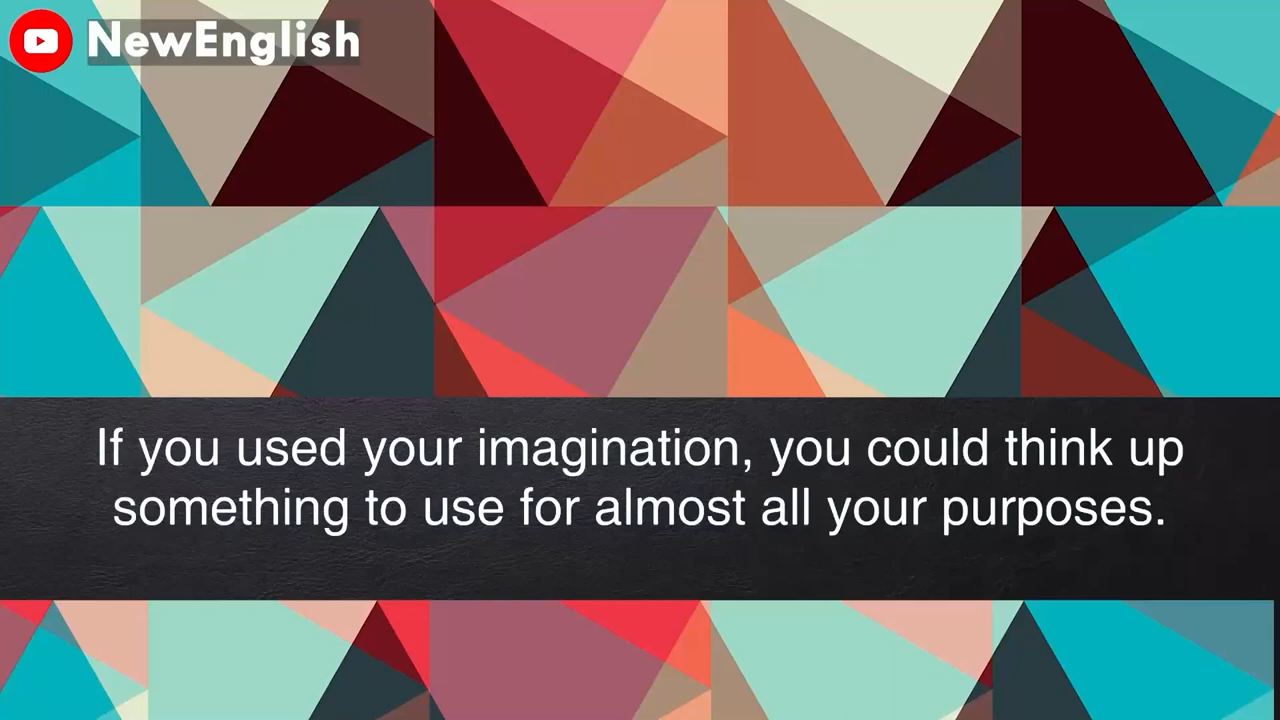 NewEnglish
If you used your imagination, you could think up
something to use for almost all your purposes.